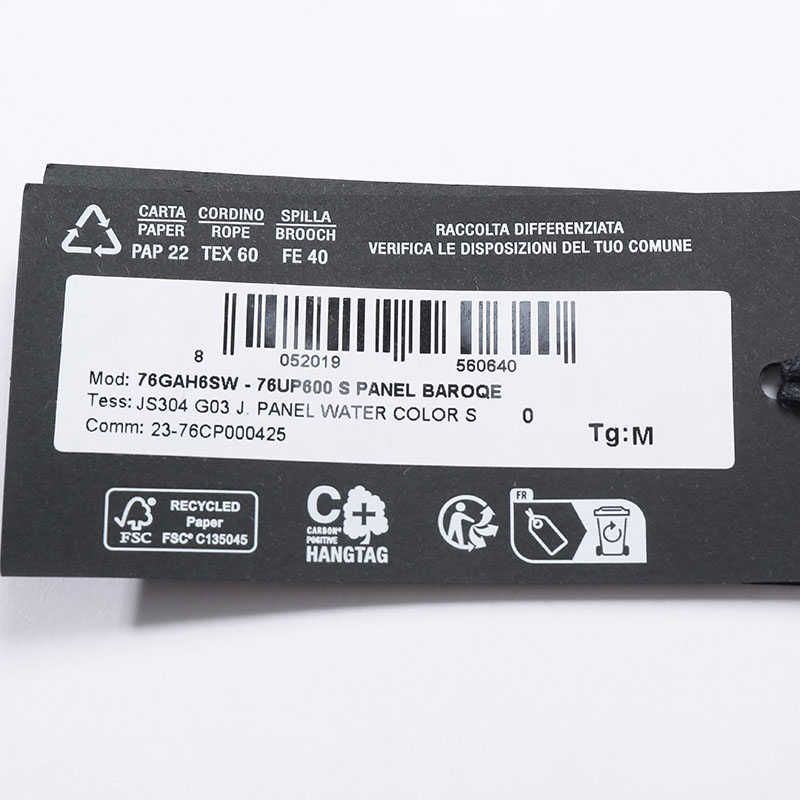 CARTA CORDINO SPILLA
PAPER ROPE BROOCH
PAP 22 TEX 60 FE 40
RACCOLTA DIFFERENZIATA
VERIFICA LE DISPOSIZIONI DEL TUO COMUNE
8 052019 560640
Mod: 76GAH6SW - 76UP600 S PANEL BAROQE
Tess: JS304 G03 J. PANEL WATER COLOR S 0
Comm: 23-76CP000425
Tg:M
FSC
RECYCLED
Paper
FSC® C135045
C+
CARBON®
POSITIVE
HANGTAG
FR